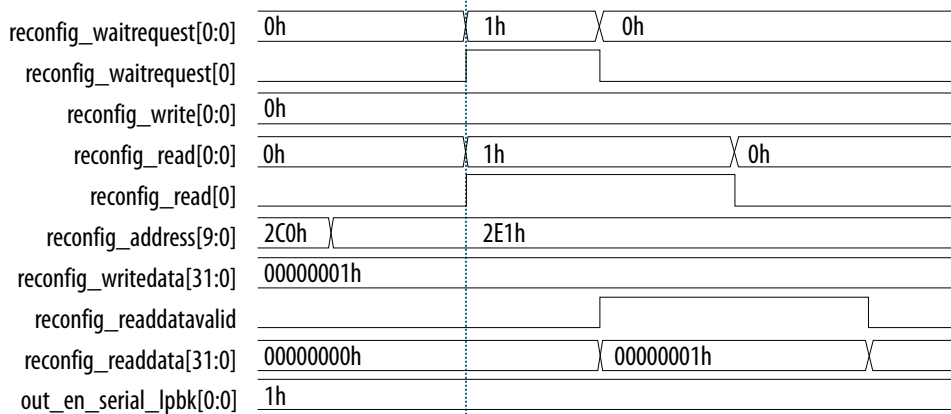 reconfig_waitrequest[0:0] 0h 1h 0h
reconfig_waitrequest[0]
reconfig_write[0:0] 0h
reconfig_read[0:0] 0h 1h 0h
reconfig_read[0]
reconfig_address[9:0] 2C0h 2E1h
reconfig_writedata[31:0] 00000001h
reconfig_readdatavalid
reconfig_readdata[31:0] 00000000h 00000001h
out_en_serial_lpbk[0:0] 1h